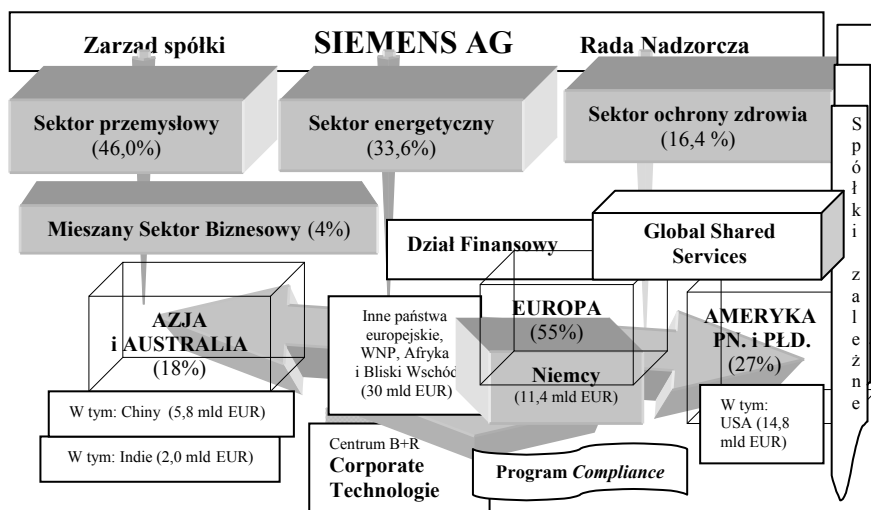 Zarząd spółki SIEMENS AG Rada Nadzorcza
Sektor przemysłowy
(46,0%)
Sektor energetyczny
(33,6%)
Sektor ochrony zdrowia
(16,4 %)
Spółki zależne
Mieszany Sektor Biznesowy (4%)
Dział Finansowy
Global Shared
Services
AZJA
i AUSTRALIA
(18%)
Inne państwa
europejskie,
WNP, Afryka
i Bliski Wschód
(30 mld EUR)
EUROPA
(55%)
Niemcy
(11,4 mld EUR)
AMERYKA
PN. i PŁD.
(27%)
W tym: Chiny (5,8 mld EUR)
W tym: Indie (2,0 mld EUR)
W tym:
USA (14,8
mld EUR)
Centrum B+R
Corporate
Technologie
Program Compliance